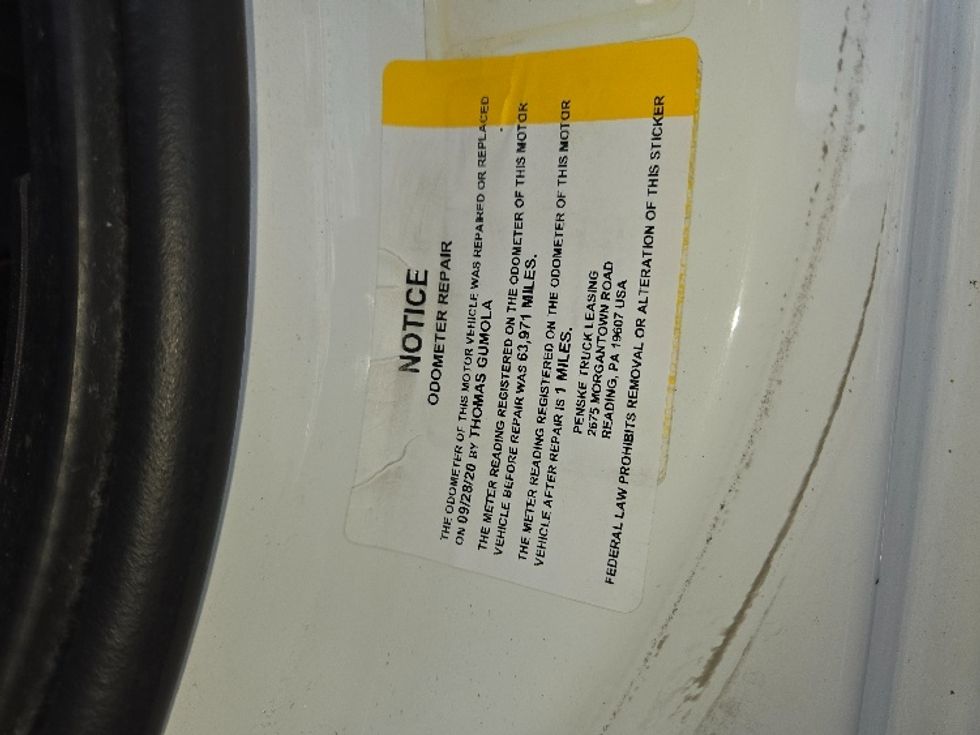 NOTICE
ODOMETER REPAIR
THE ODOMETER OF THIS MOTOR VEHICLE WAS REPAIRED OR REPLACED
ON 09/28/20 BY THOMAS GUMOLA
THE METER READING REGISTERED ON THE ODOMETER OF THIS MOTOR
VEHICLE BEFORE REPAIR WAS 63,971 MILES.
THE METER READING REGISTERED ON THE ODOMETER OF THIS MOTOR
VEHICLE AFTER REPAIR IS 1 MILES.
PENSKE TRUCK LEASING
2675 MORGANTOWN ROAD
READING, PA 19607 USA
FEDERAL LAW PROHIBITS REMOVAL OR ALTERATION OF THIS STICKER